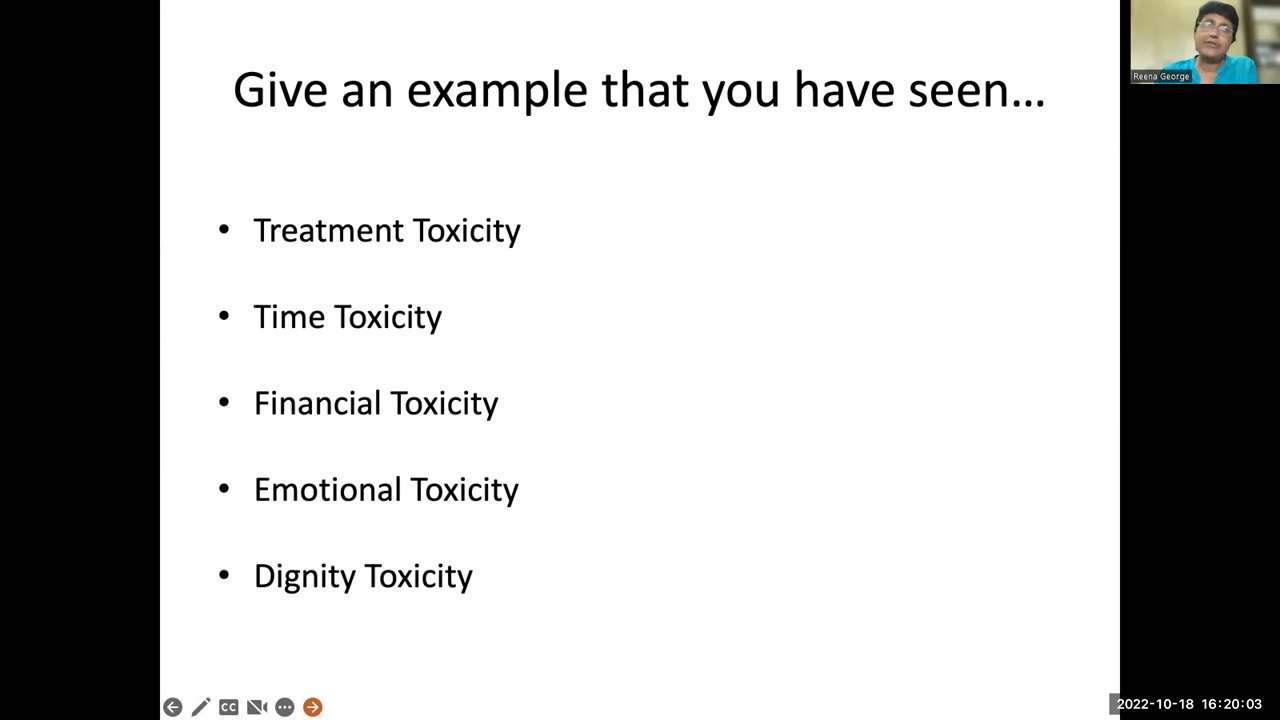 Give an example that you have seen...
• Treatment Toxicity
• Time Toxicity
• Financial Toxicity
• Emotional Toxicity
• Dignity Toxicity
Reena George
CC
2022-10-18 16:20:03